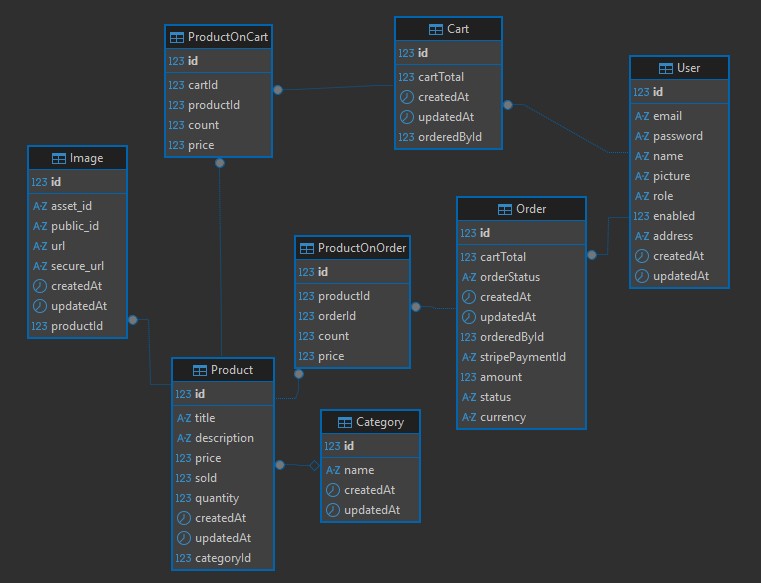 ProductOnCart
123 id
123 cartId
123 productId
123 count
123 price
Cart
123 id
123 cartTotal
createdAt
updatedAt
123 orderedById
User
123 id
A-Z email
A-Z password
A-Z name
A-Z picture
A-Z role
123 enabled
A-Z address
createdAt
updatedAt
Image
123 id
A-Z asset_id
A-Z public_id
A-Z url
A-Z secure_url
createdAt
updatedAt
123 productId
ProductOnOrder
123 id
123 productId
123 orderId
123 count
123 price
Order
123 id
123 cartTotal
A-Z orderStatus
createdAt
updatedAt
123 orderedById
A-Z stripePaymentId
123 amount
A-Z status
A-Z currency
Product
123 id
A-Z title
A-Z description
123 price
123 sold
123 quantity
createdAt
updatedAt
123 categoryId
Category
123 id
A-Z name
createdAt
updatedAt